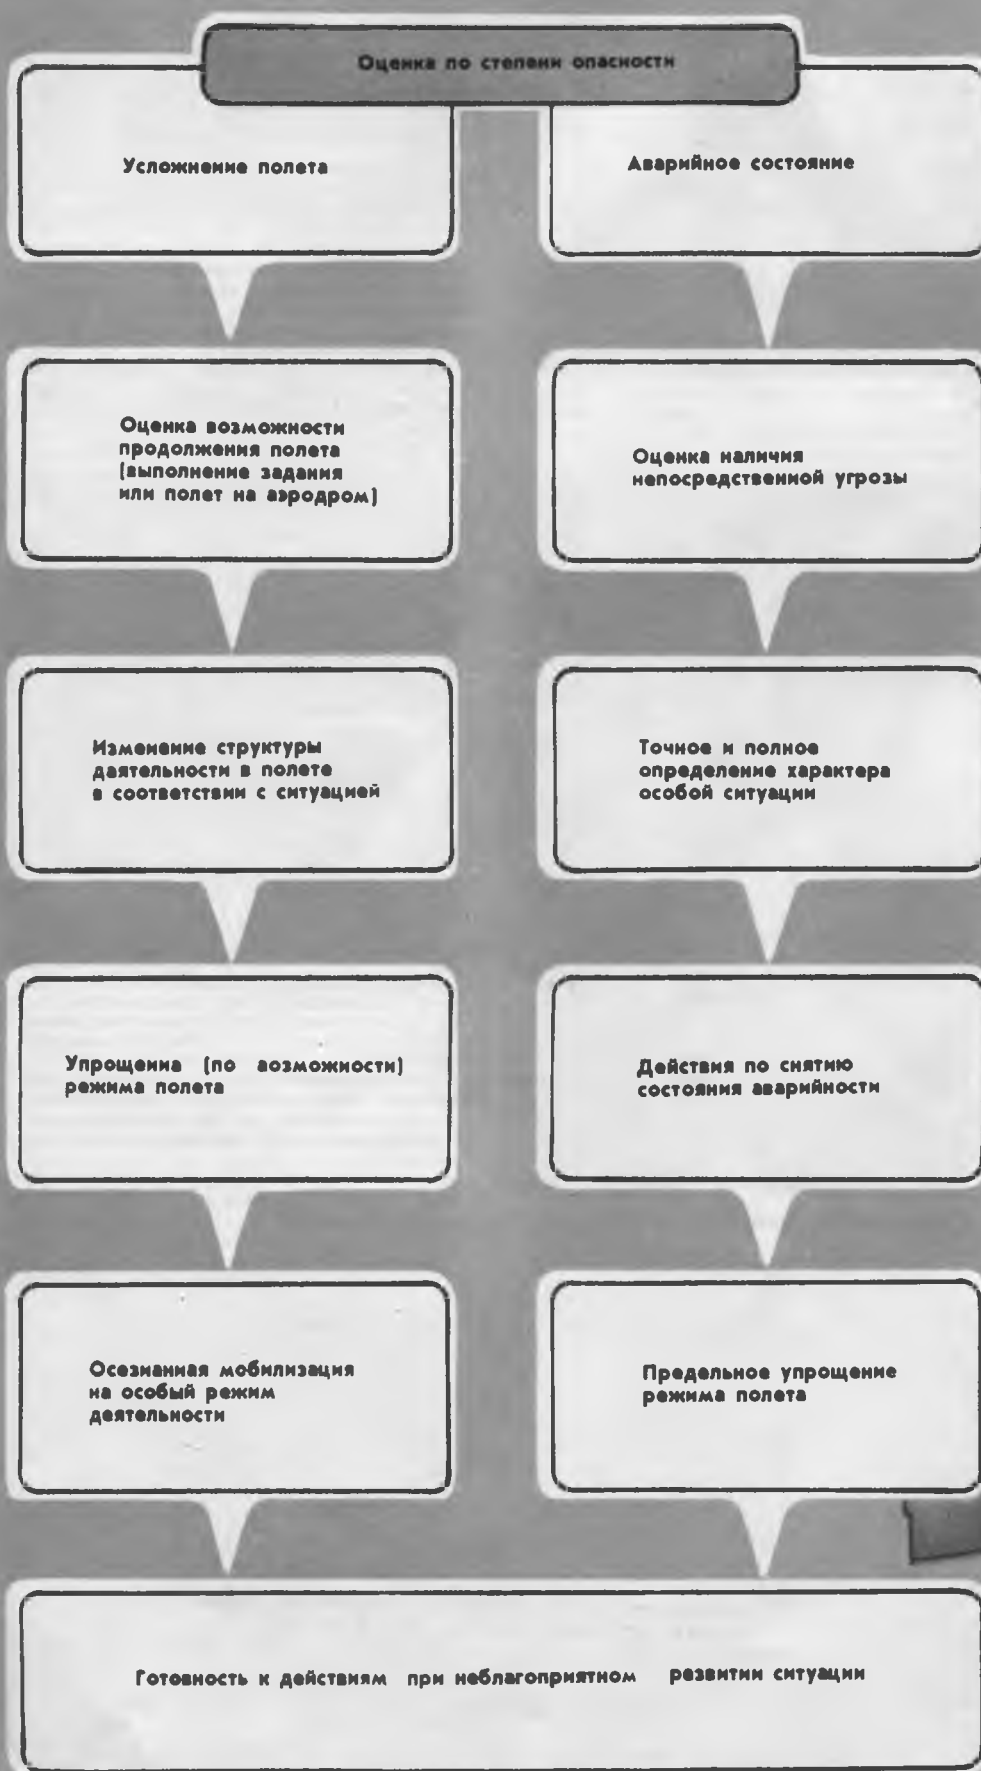 Оценка по степени опасности
Усложнение полета
Аварийное состояние
Оценка возможности
продолжения полета
(выполнение задания
или полет на аэродром)
Оценка наличия
непосредственной угрозы
Изменение структуры
деятельности в полете
в соответствии с ситуацией
Точное и полное
определение характера
особой ситуации
Упрощение (по возможности)
режима полета
Действия по снятию
состояния аварийности
Осознанная мобилизация
на особый режим
деятельности
Предельное упрощение
режима полета
Готовность к действиям при неблагоприятном развитии ситуации